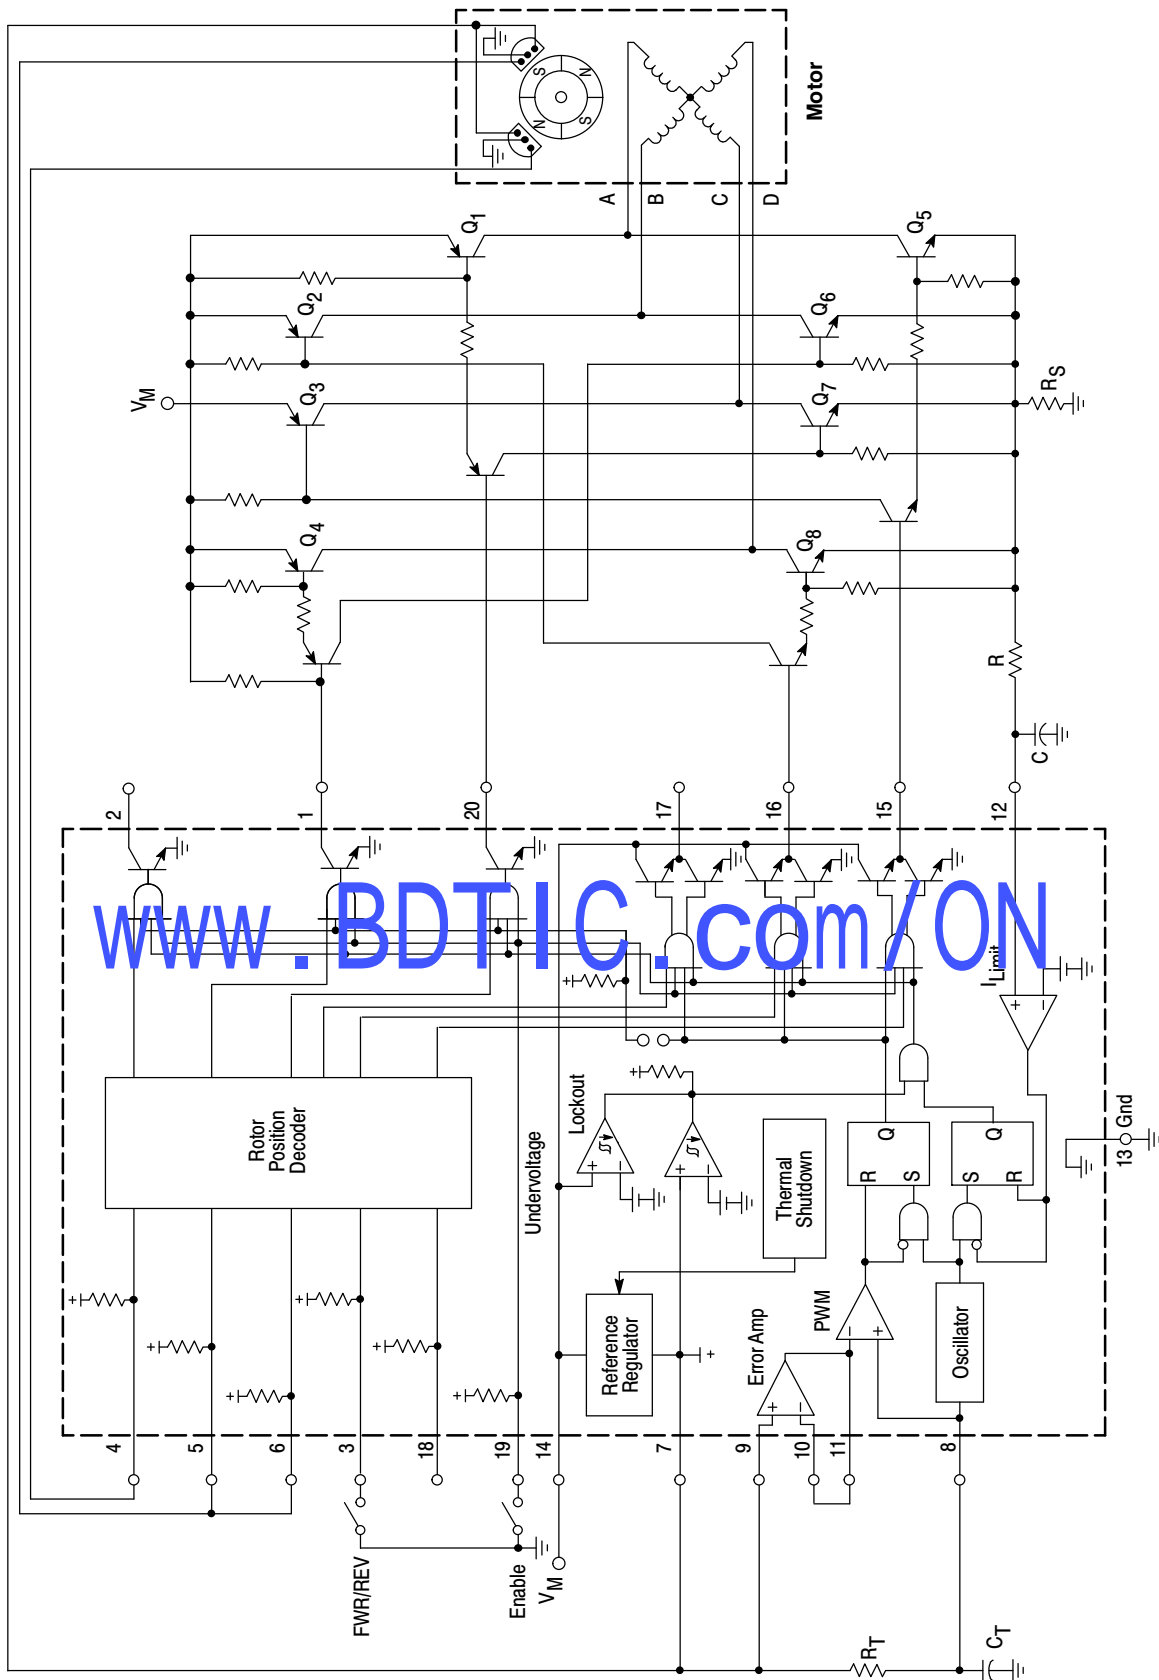 Motor
S
N
N
S
A
B
C
D
Q1
Q5
Q2
Q6
VM
Q3
Q7
RS
Q4
Q8
R
C
2
1
20
17
16
15
12
www.BDTIC.com/ON
ILimit
Rotor
Position
Decoder
Undervoltage
Lockout
Thermal
Shutdown
Reference
Regulator
Error Amp
PWM
Oscillator
R
Q
S
S
Q
R
13
Gnd
+
+
+
+
+
+
+
+
+
+
−
+
−
+
−
+
−
−
+
+
−
4
5
6
3
18
19
14
7
9
10
11
8
FWR/REV
Enable
VM
RT
CT